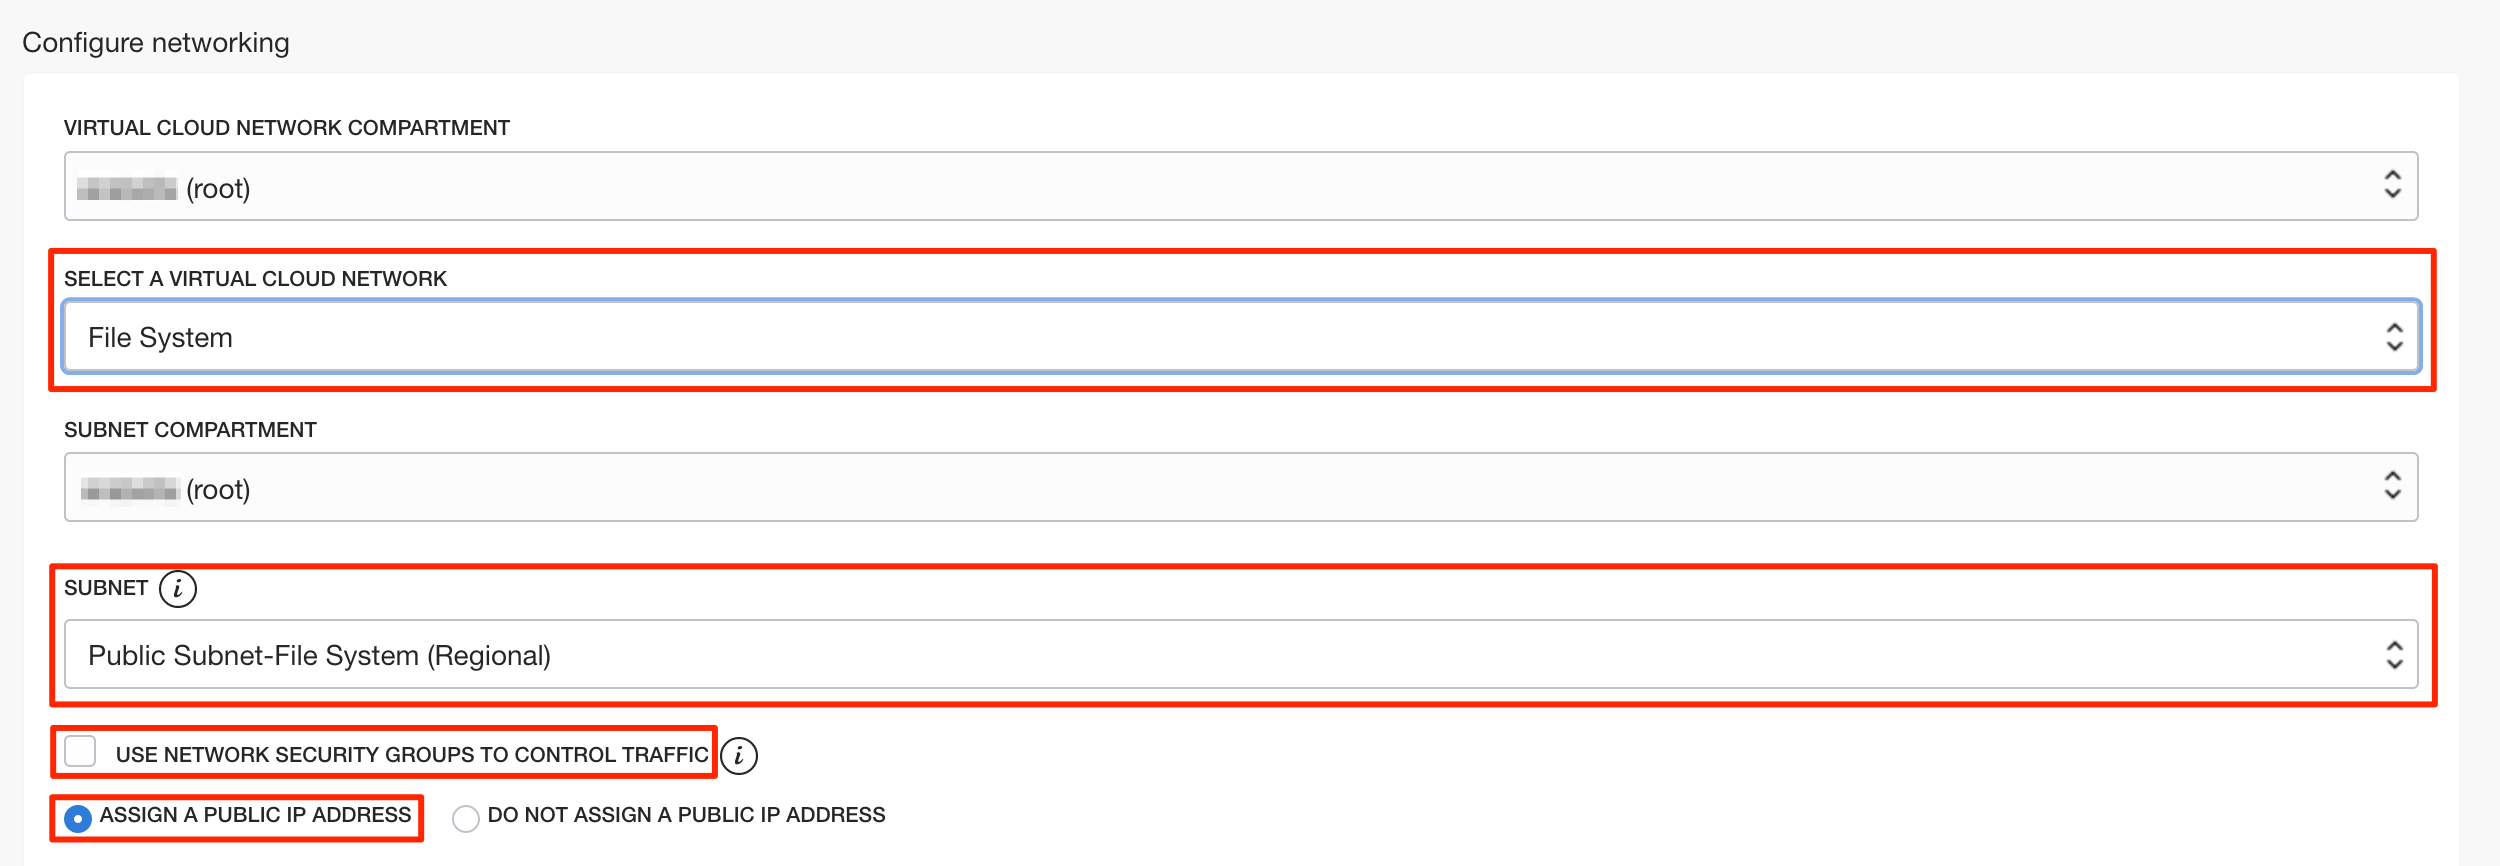 Configure networking
VIRTUAL CLOUD NETWORK COMPARTMENT
(root)
SELECT A VIRTUAL CLOUD NETWORK
File System
SUBNET COMPARTMENT
(root)
SUBNET i
Public Subnet-File System (Regional)
USE NETWORK SECURITY GROUPS TO CONTROL TRAFFIC i
ASSIGN A PUBLIC IP ADDRESS DO NOT ASSIGN A PUBLIC IP ADDRESS